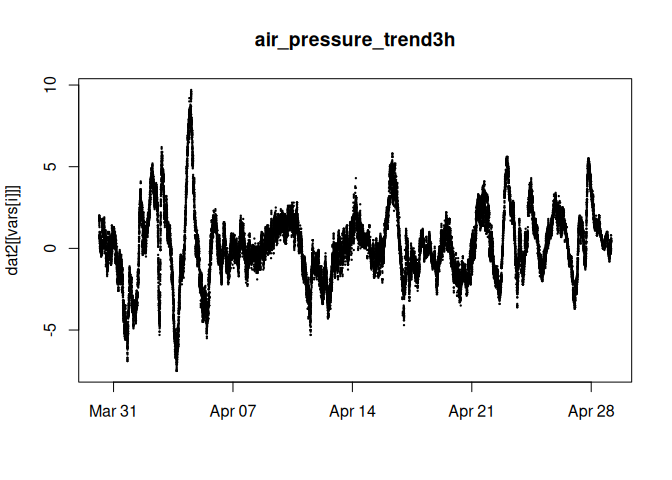 air_pressure_trend3h
dat2[[vars[i]]]
10
5
0
-5
Mar 31
Apr 07
Apr 14
Apr 21
Apr 28